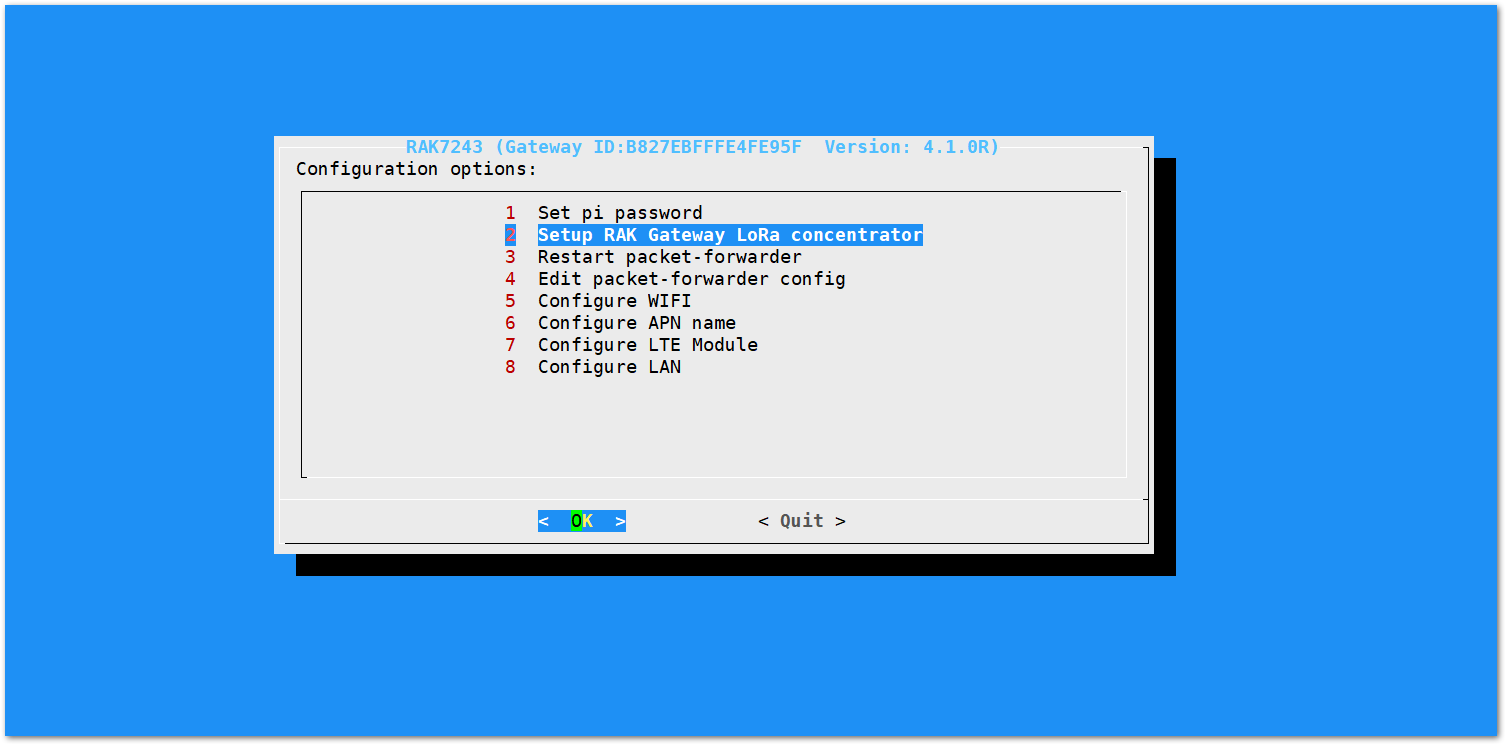 RAK7243 (Gateway ID:B827EBFFFE4FE95F  Version: 4.1.0R)
Configuration options:
1  Set pi password
2  Setup RAK Gateway LoRa concentrator
3  Restart packet-forwarder
4  Edit packet-forwarder config
5  Configure WIFI
6  Configure APN name
7  Configure LTE Module
8  Configure LAN
<  OK  > < Quit >